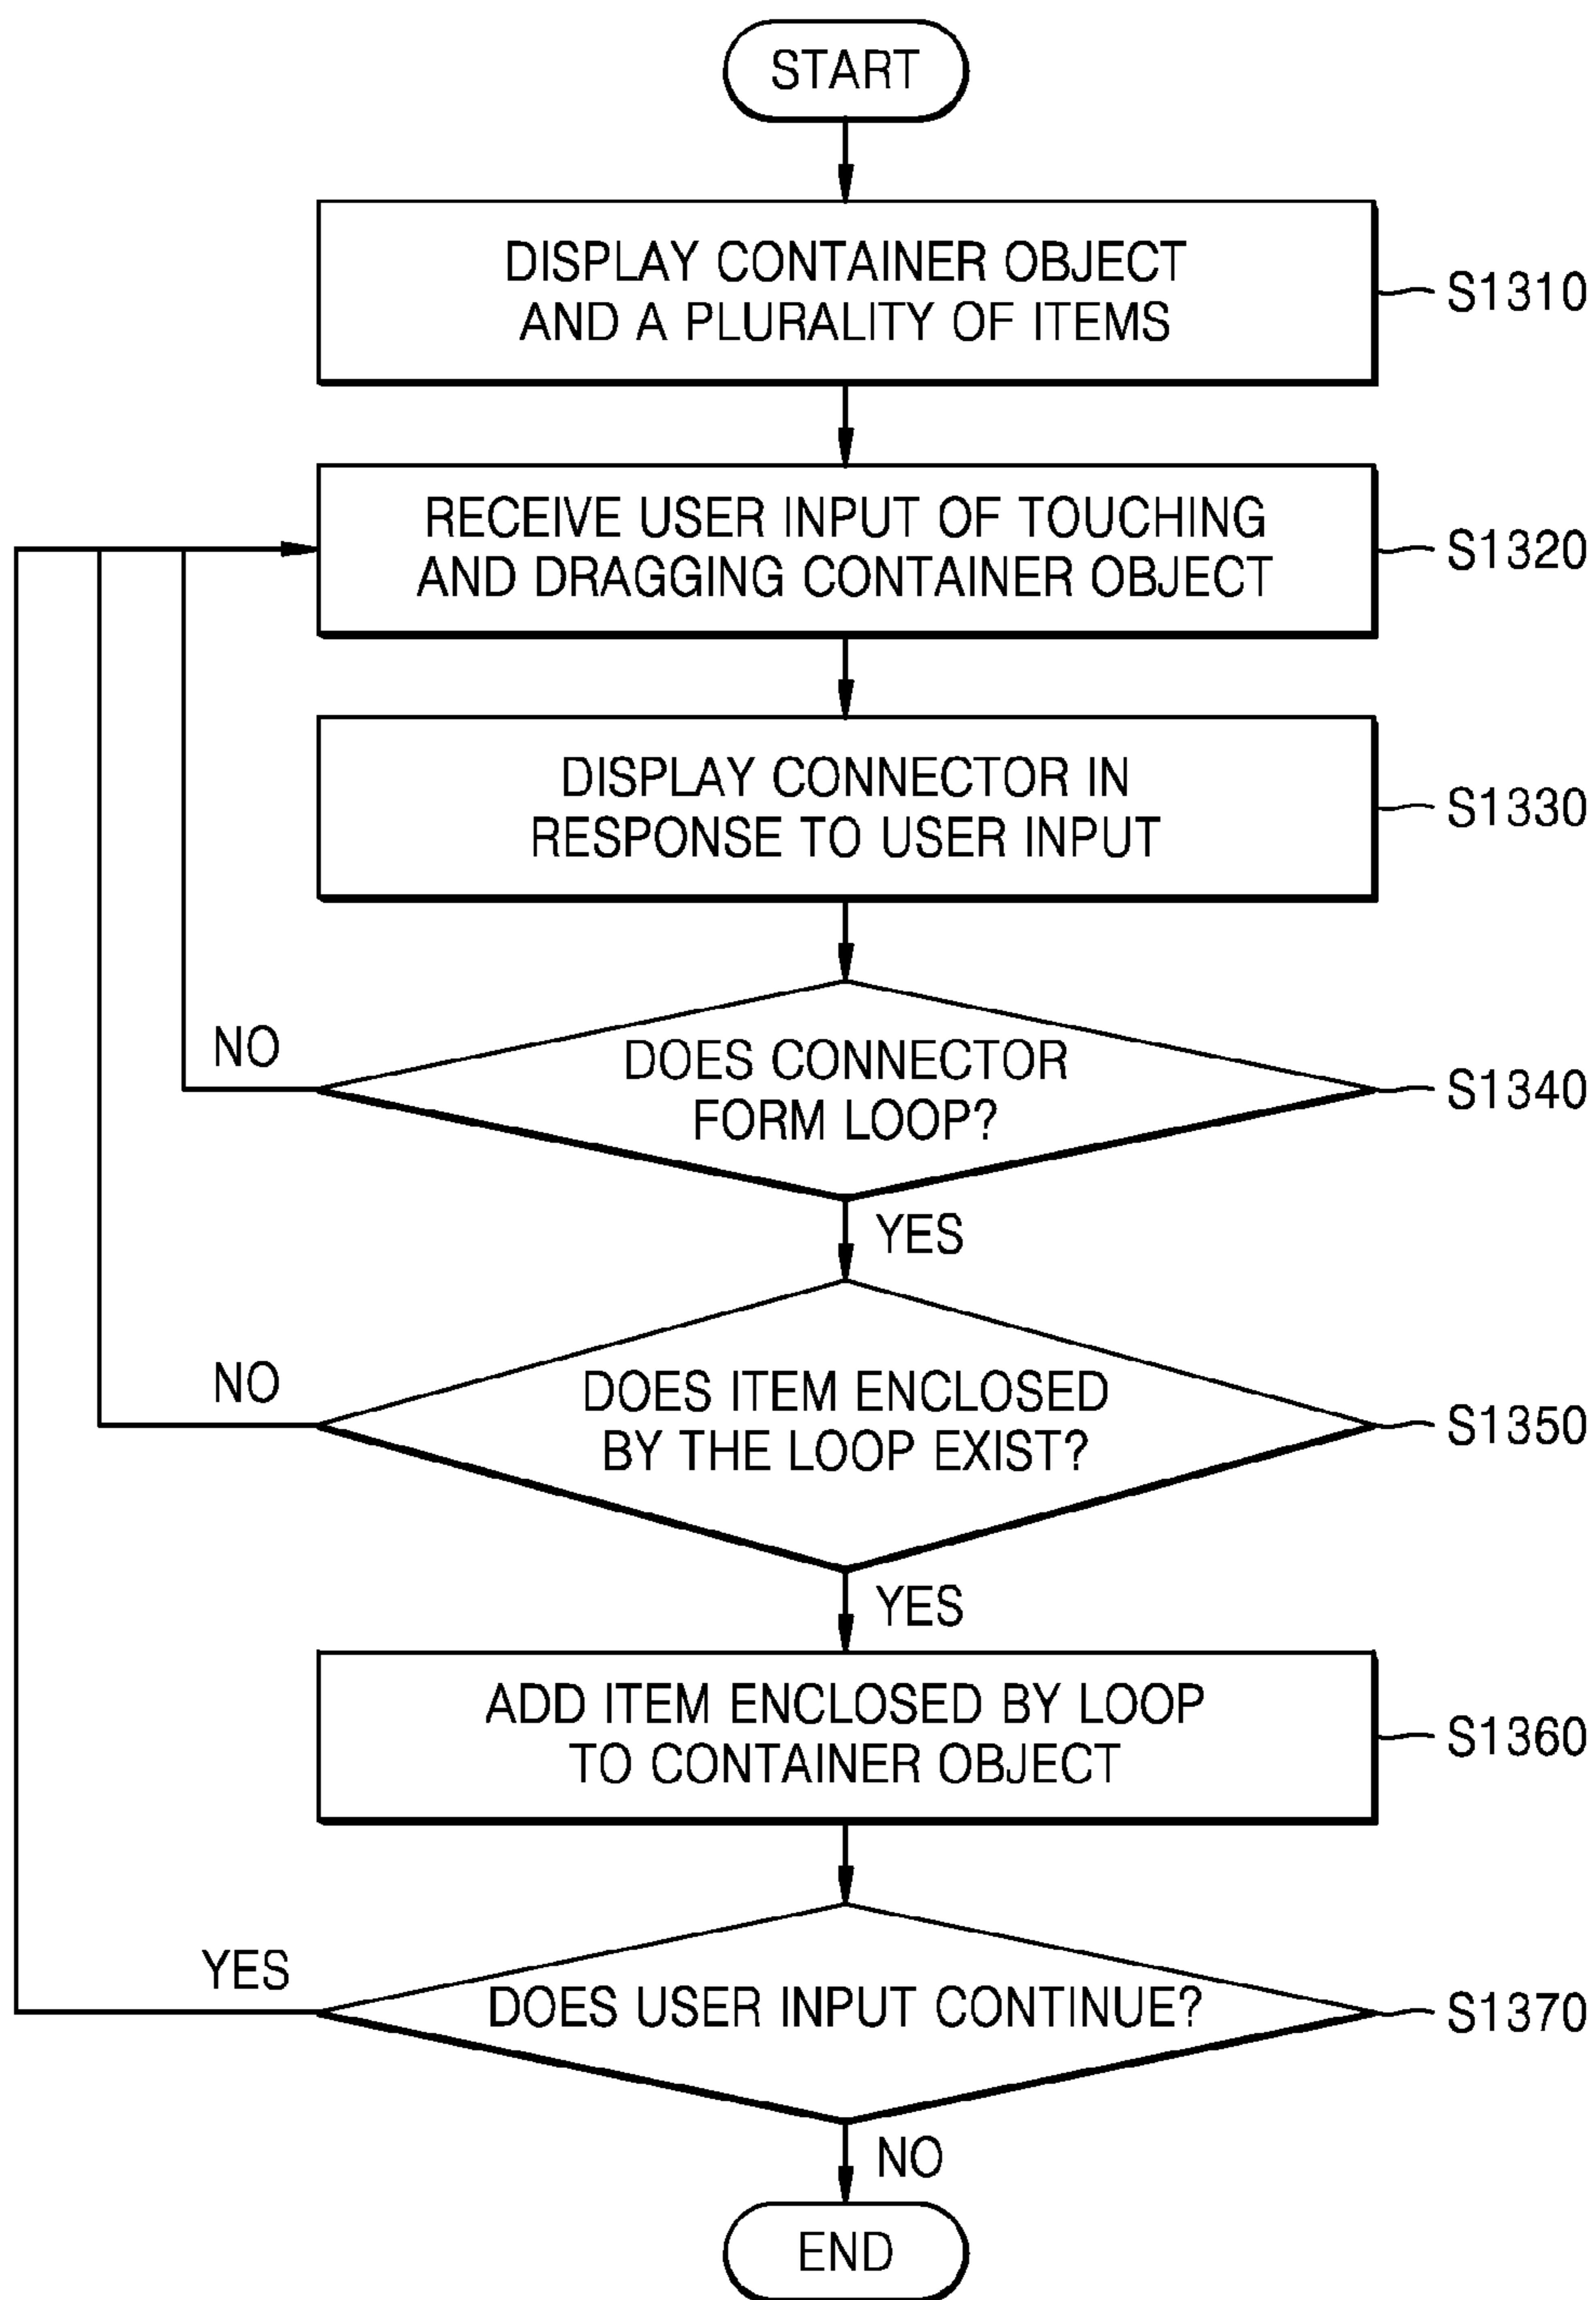 START
DISPLAY CONTAINER OBJECT
AND A PLURALITY OF ITEMS
S1310
RECEIVE USER INPUT OF TOUCHING
AND DRAGGING CONTAINER OBJECT
S1320
DISPLAY CONNECTOR IN
RESPONSE TO USER INPUT
S1330
NO
DOES CONNECTOR
FORM LOOP?
S1340
YES
NO
DOES ITEM ENCLOSED
BY THE LOOP EXIST?
S1350
YES
ADD ITEM ENCLOSED BY LOOP
TO CONTAINER OBJECT
S1360
YES
DOES USER INPUT CONTINUE?
S1370
NO
END